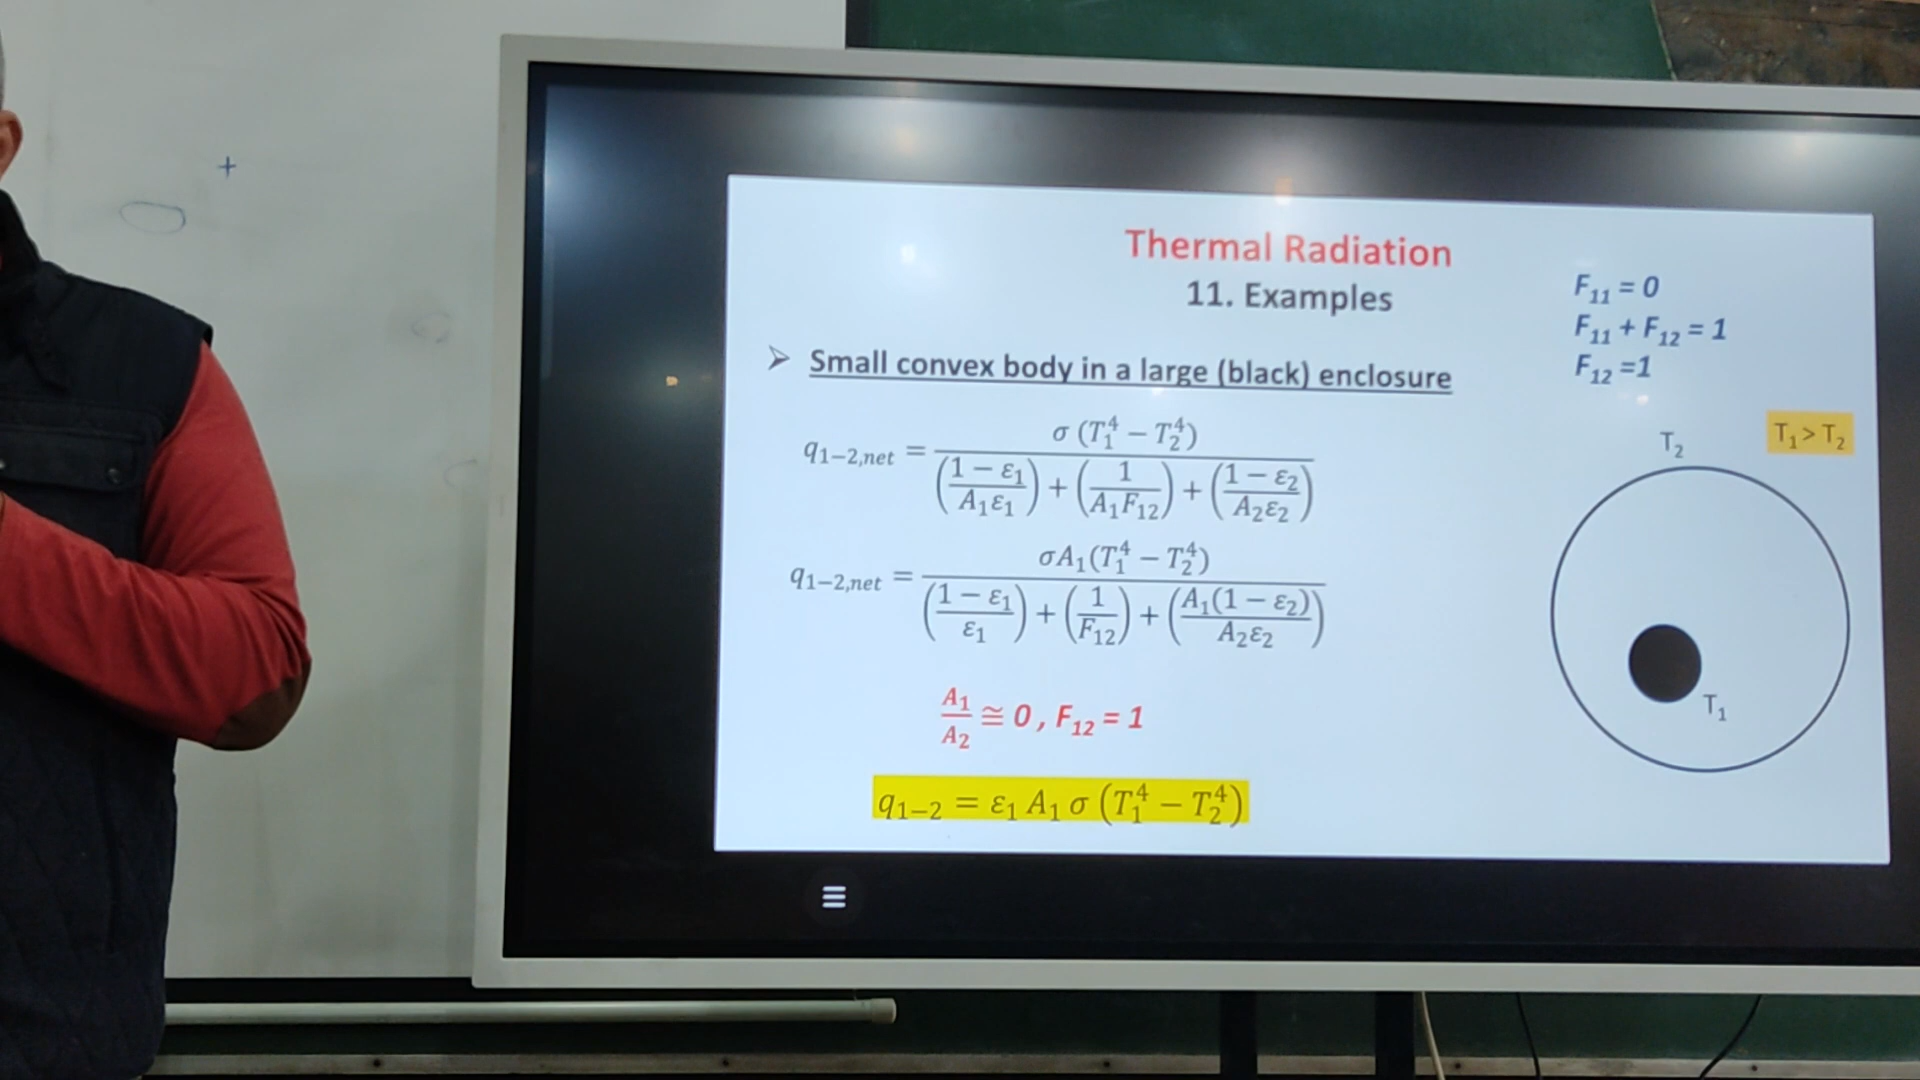 Thermal Radiation
11. Examples
F₁₁ = 0
F₁₁ + F₁₂ = 1
F₁₂ =1
➢ Small convex body in a large (black) enclosure
q₁₋₂,net = σ (T₁⁴ − T₂⁴) / ((1 − ε₁)/(A₁ε₁)) + (1/(A₁F₁₂)) + ((1 − ε₂)/(A₂ε₂))
T₁ > T₂
T₂
q₁₋₂,net = σA₁(T₁⁴ − T₂⁴) / ((1 − ε₁)/ε₁) + (1/F₁₂) + (A₁(1 − ε₂)/(A₂ε₂))
T₁
A₁/A₂ ≅ 0 , F₁₂ = 1
q₁₋₂ = ε₁ A₁ σ (T₁⁴ − T₂⁴)